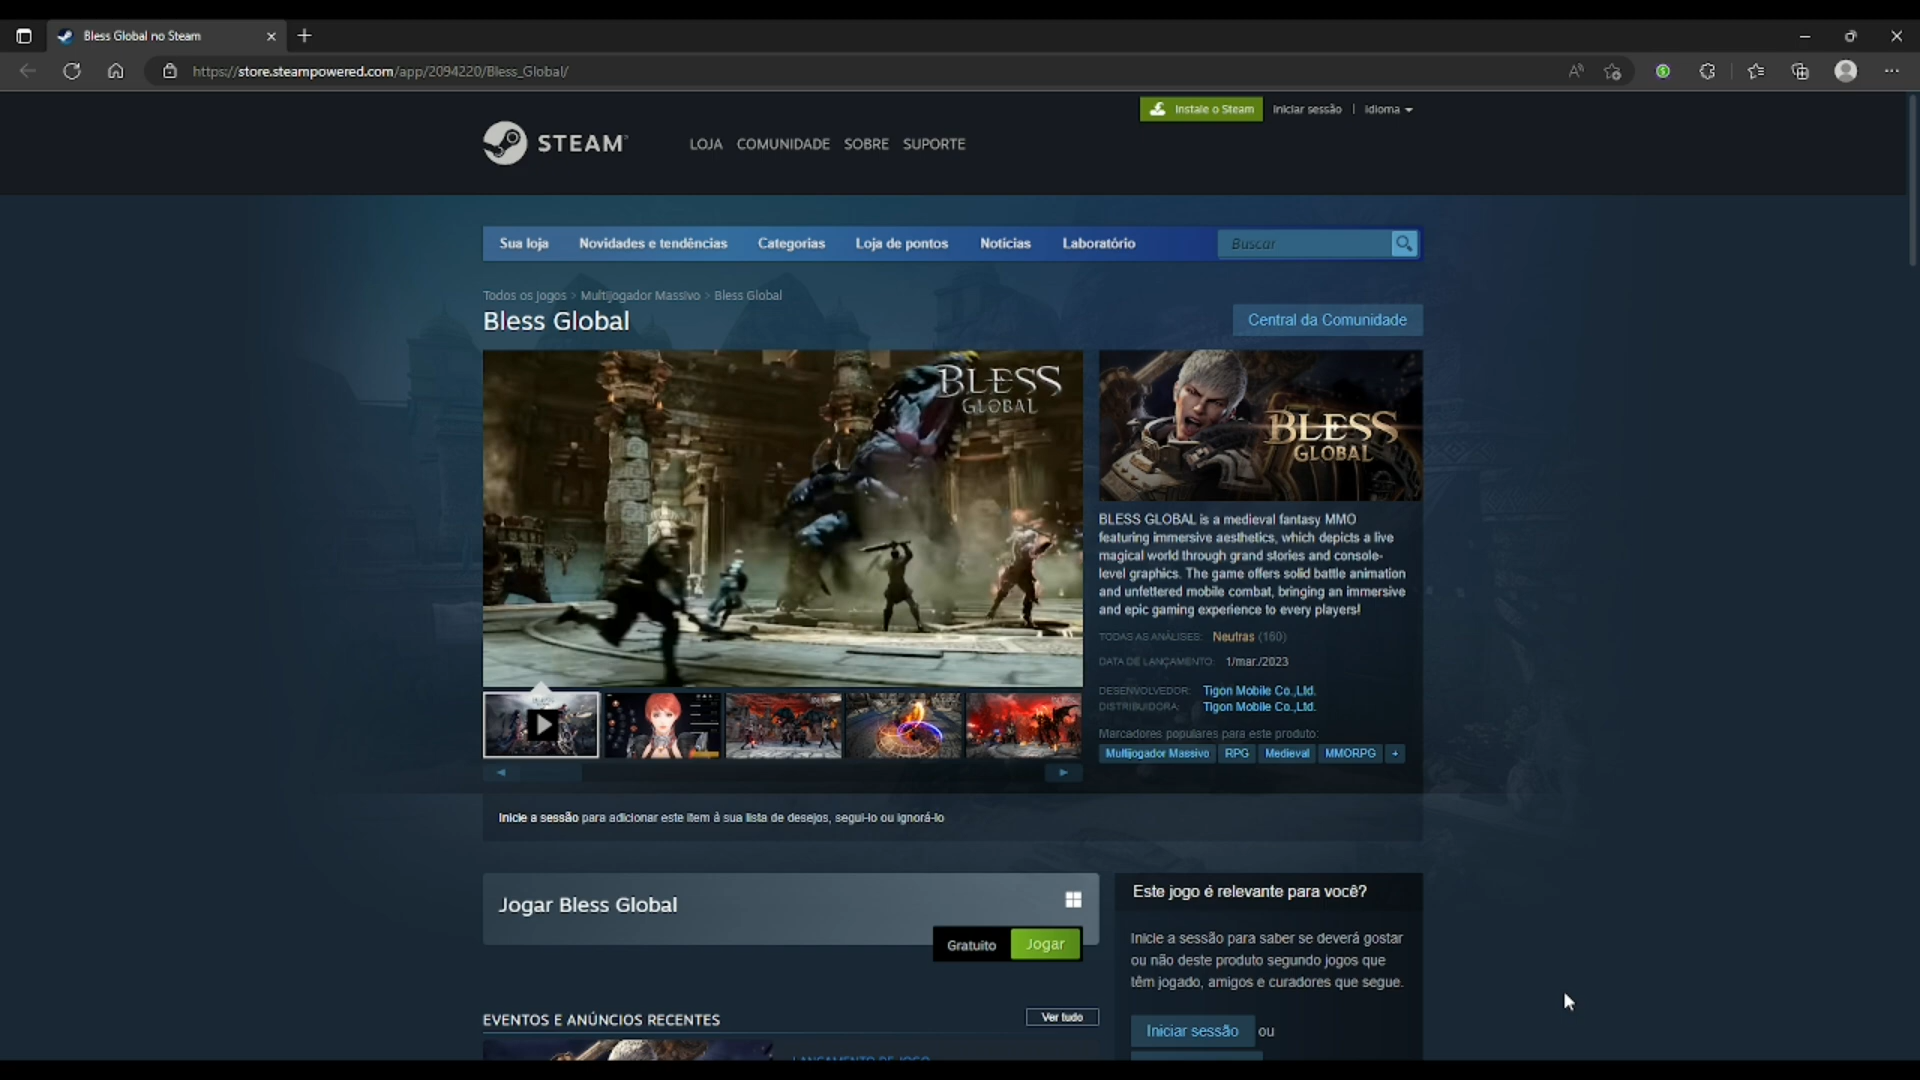 Bless Global no Steam
https://store.steampowered.com/app/2094220/Bless_Global/
Instale o Steam
Iniciar sessão | idioma
STEAM
LOJA COMUNIDADE SOBRE SUPORTE
Sua loja Novidades e tendências Categorias Loja de pontos Notícias Laboratório Buscar
Todos os jogos > Multijogador Massivo > Bless Global
Bless Global
Central da Comunidade
BLESS
GLOBAL
BLESS
GLOBAL
BLESS GLOBAL is a medieval fantasy MMO
featuring immersive aesthetics, which depicts a live
magical world through grand stories and console-
level graphics. The game offers solid battle animation
and unfettered mobile combat, bringing an immersive
and epic gaming experience to every players!
TODAS AS ANÁLISES: Neutras (160)
DATA DE LANÇAMENTO: 1/mar./2023
DESENVOLVEDOR: Tigon Mobile Co.,Ltd.
DISTRIBUIDORA: Tigon Mobile Co.,Ltd.
Marcadores populares para este produto:
Multijogador Massivo RPG Medieval MMORPG +
Inicie a sessão para adicionar este item à sua lista de desejos, segui-lo ou ignorá-lo
Jogar Bless Global
Gratuito Jogar
Este jogo é relevante para você?
Inicie a sessão para saber se deverá gostar
ou não deste produto segundo jogos que
têm jogado, amigos e curadores que segue.
Iniciar sessão ou
EVENTOS E ANÚNCIOS RECENTES
Ver tudo
LANÇAMENTO DE JOGO